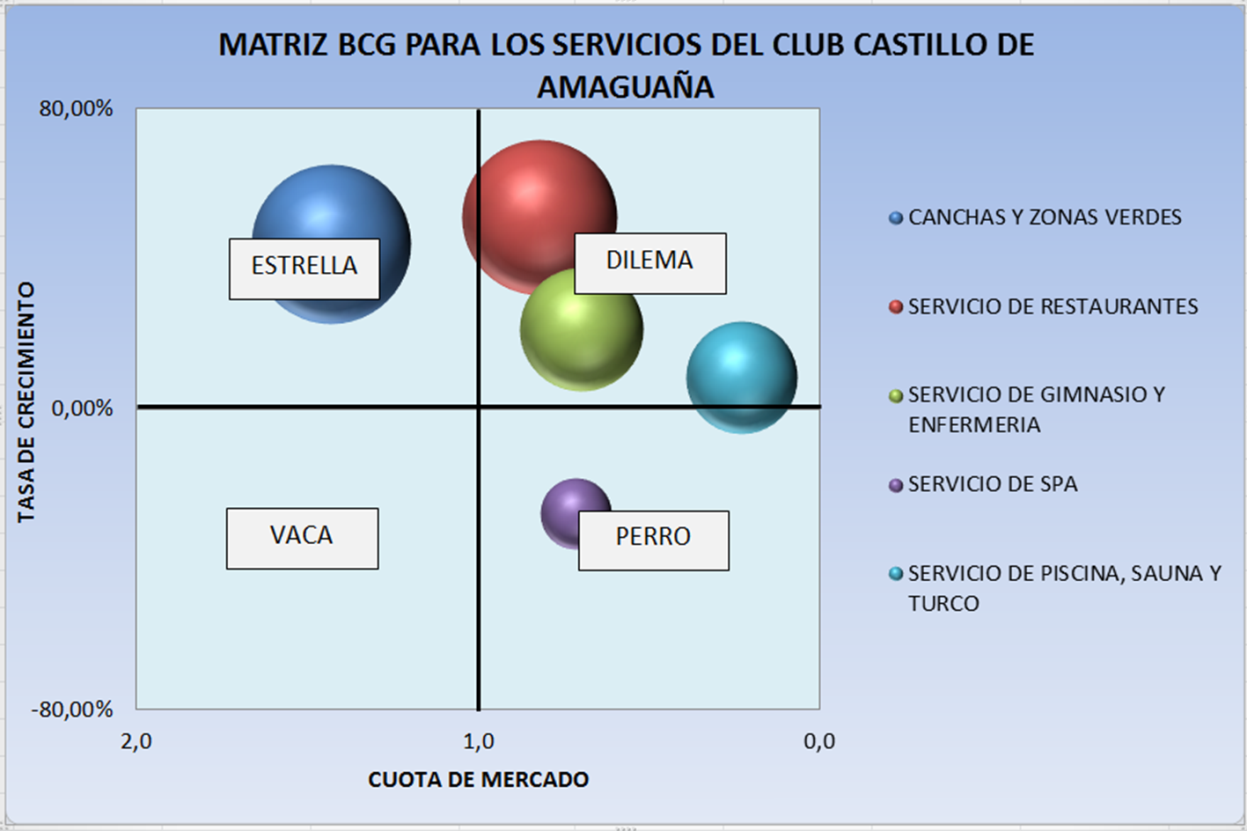 MATRIZ BCG PARA LOS SERVICIOS DEL CLUB CASTILLO DE
AMAGUAÑA
80,00%
0,00%
-80,00%
TASA DE CRECIMIENTO
ESTRELLA
DILEMA
VACA
PERRO
2,0
1,0
0,0
CUOTA DE MERCADO
CANCHAS Y ZONAS VERDES
SERVICIO DE RESTAURANTES
SERVICIO DE GIMNASIO Y
ENFERMERIA
SERVICIO DE SPA
SERVICIO DE PISCINA, SAUNA Y
TURCO